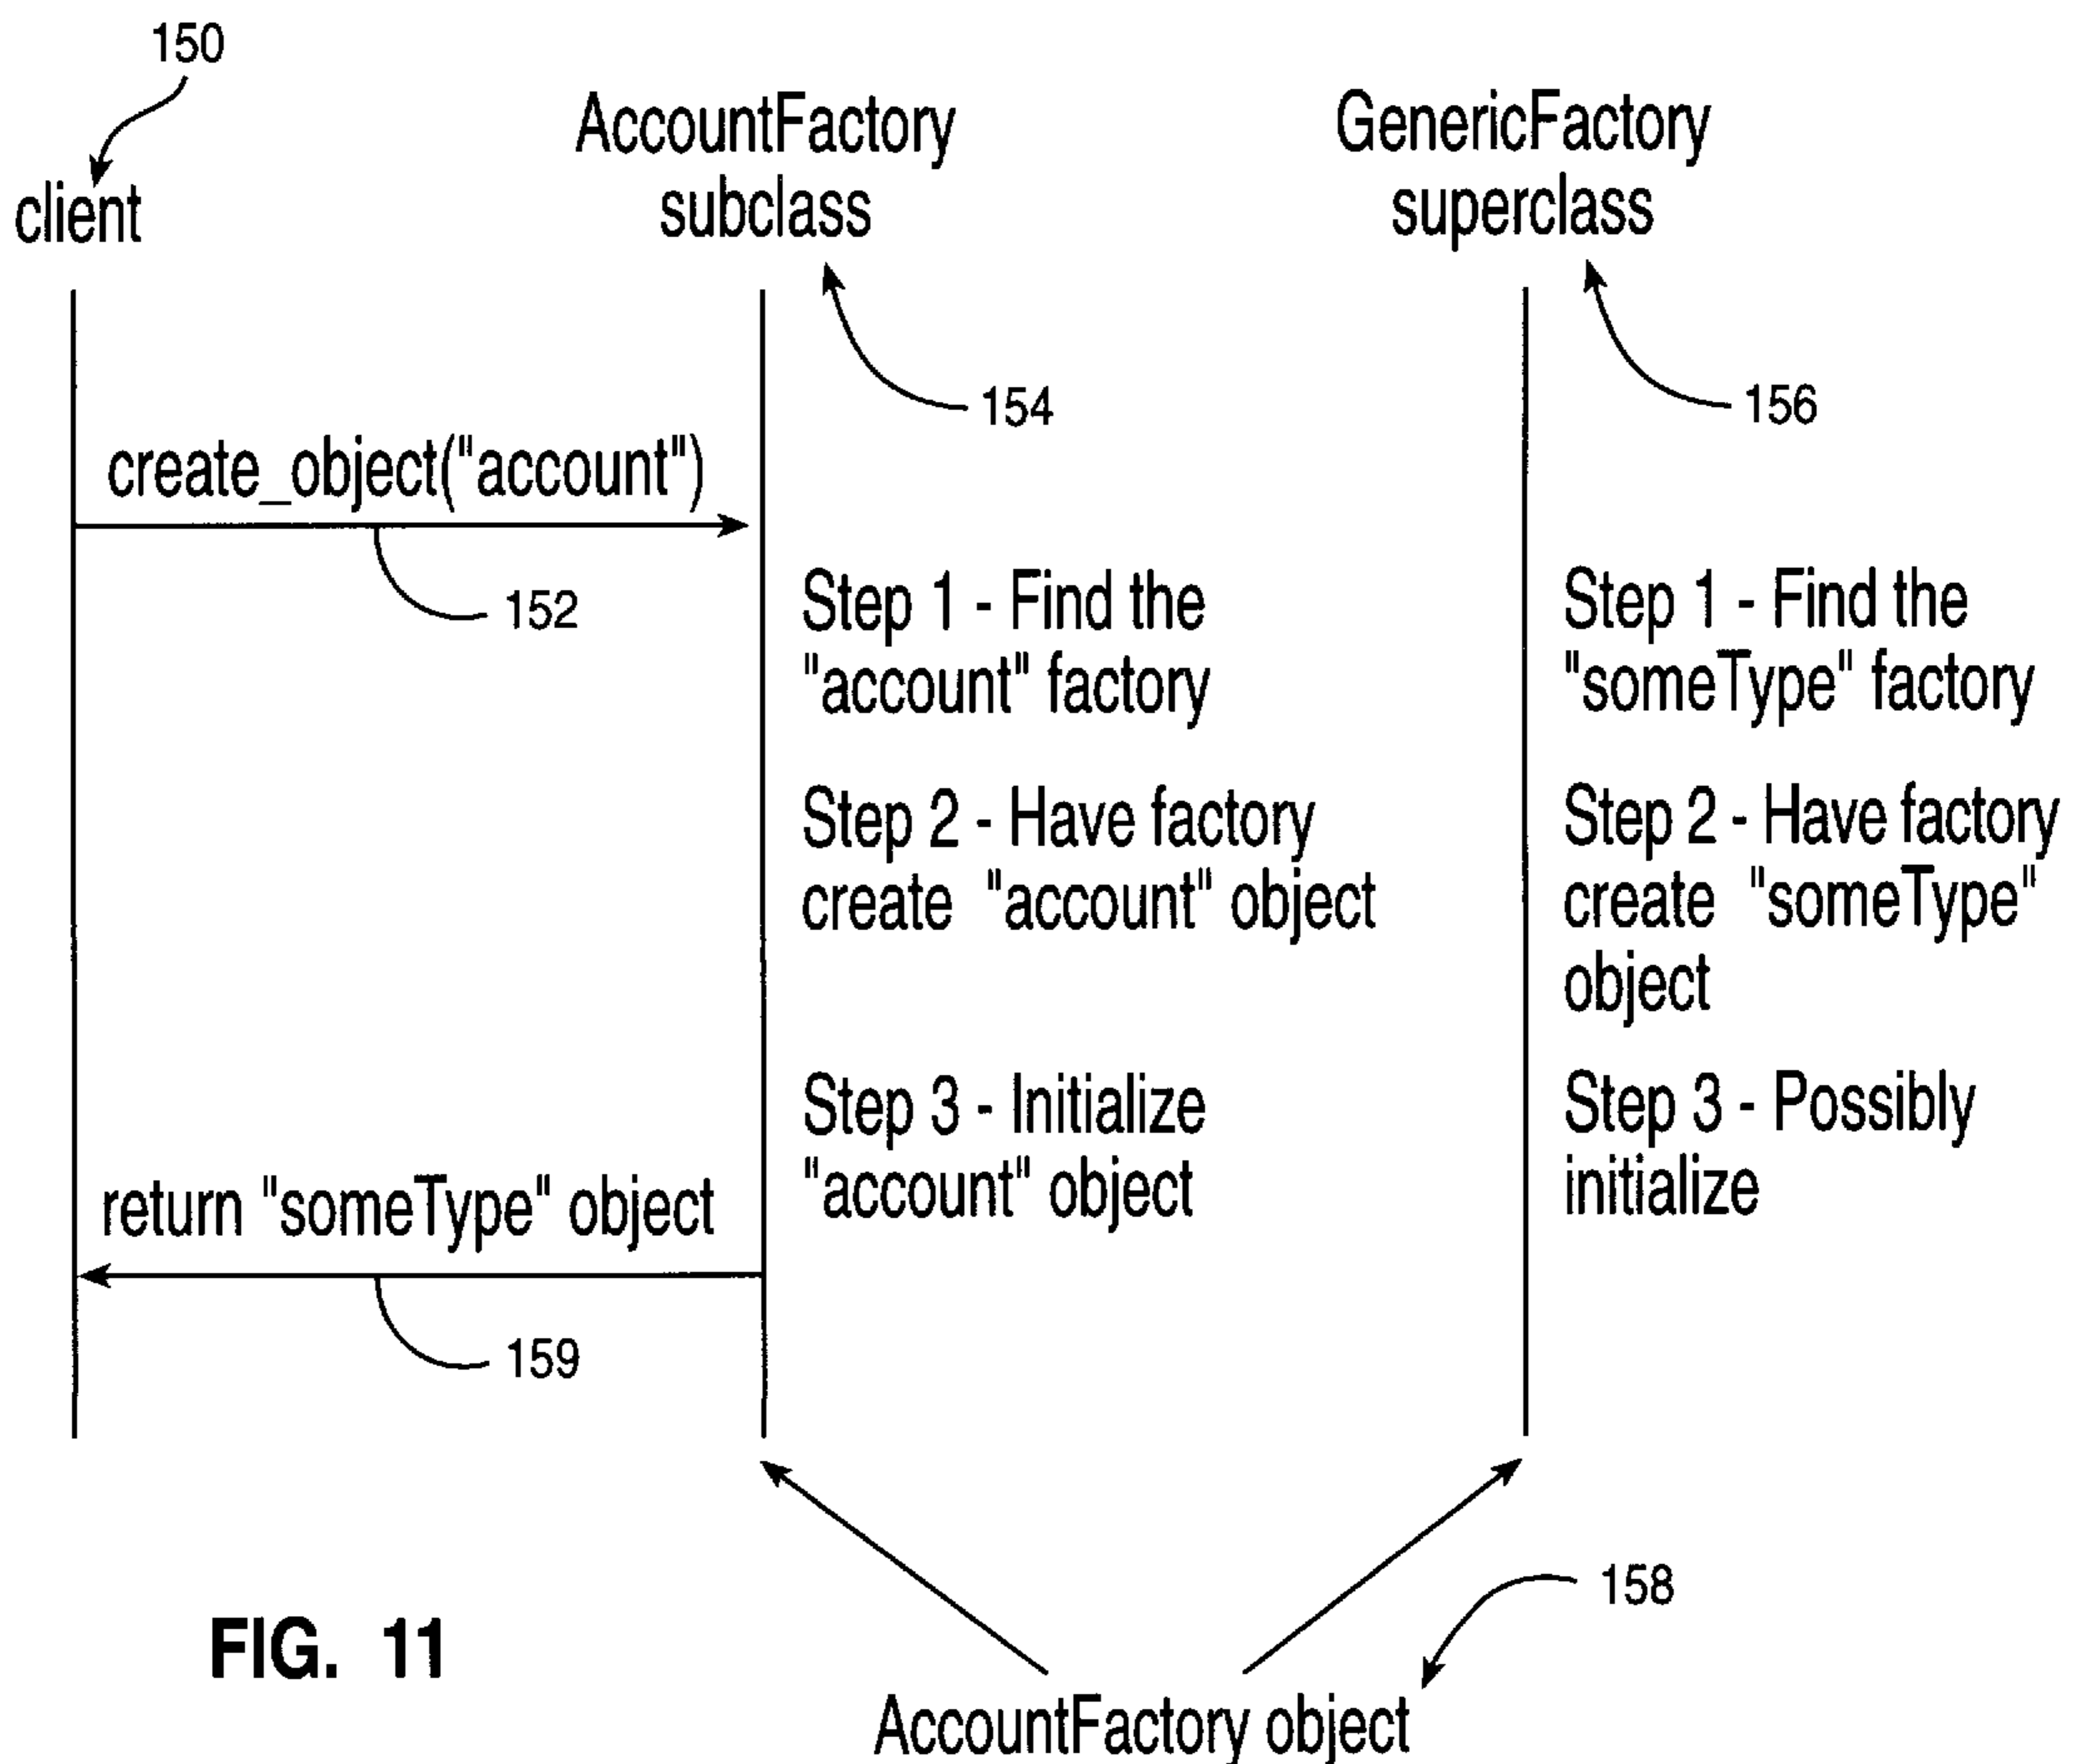 150
client
AccountFactory
subclass
GenericFactory
superclass
154
156
create_object("account")
152
Step 1 - Find the
"account" factory
Step 2 - Have factory
create "account" object
Step 3 - Initialize
"account" object
Step 1 - Find the
"someType" factory
Step 2 - Have factory
create "someType"
object
Step 3 - Possibly
initialize
return "someType" object
159
158
AccountFactory object
FIG. 11